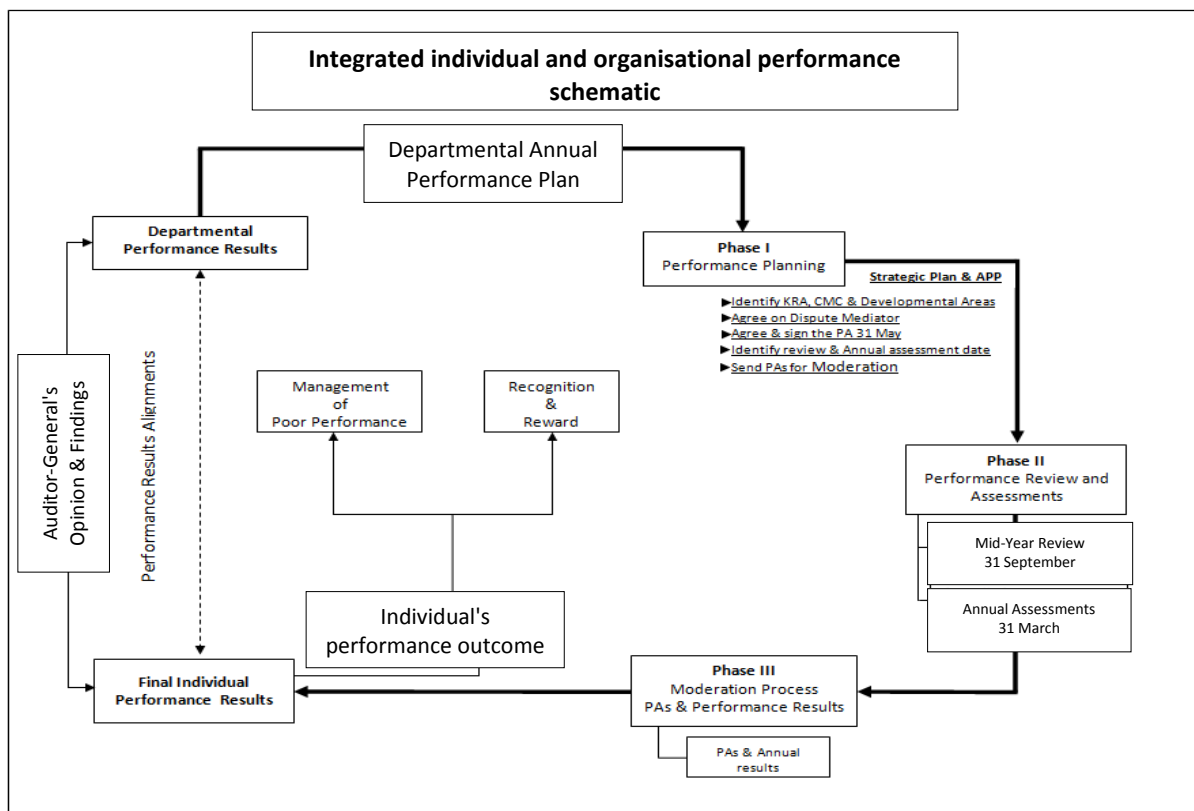 Integrated individual and organisational performance
schematic
Departmental Annual
Performance Plan
Departmental
Performance Results
Phase I
Performance Planning
Strategic Plan & APP
►Identify KRA, CMC & Developmental Areas
►Agree on Dispute Mediator
►Agree & sign the PA 31 May
►Identify review & Annual assessment date
►Send PAs for Moderation
Management
of
Poor Performance
Recognition
&
Reward
Auditor-General's
Opinion & Findings
Performance Results Alignments
Phase II
Performance Review and
Assessments
Mid-Year Review
31 September
Annual Assessments
31 March
Individual's
performance outcome
Final Individual
Performance Results
Phase III
Moderation Process
PAs & Performance Results
PAs & Annual
results